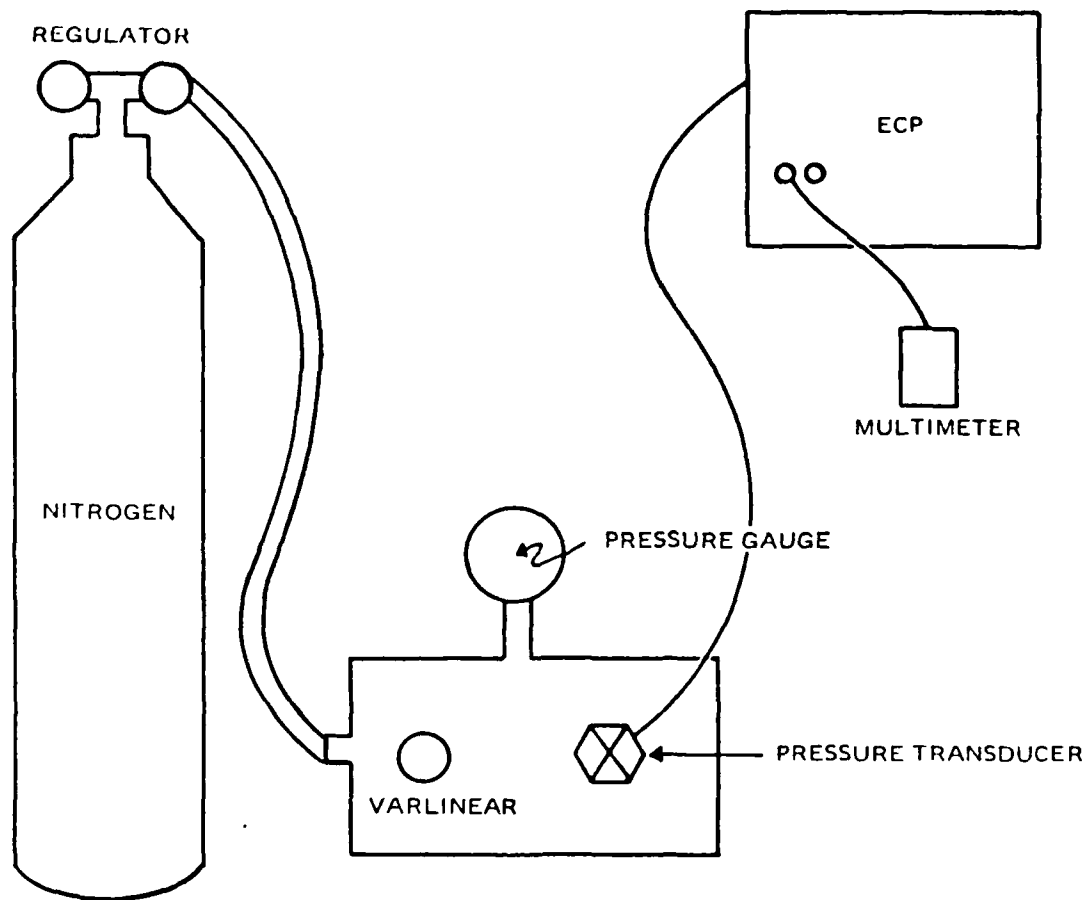 REGULATOR
ECP
MULTIMETER
NITROGEN
PRESSURE GAUGE
PRESSURE TRANSDUCER
VARLINEAR